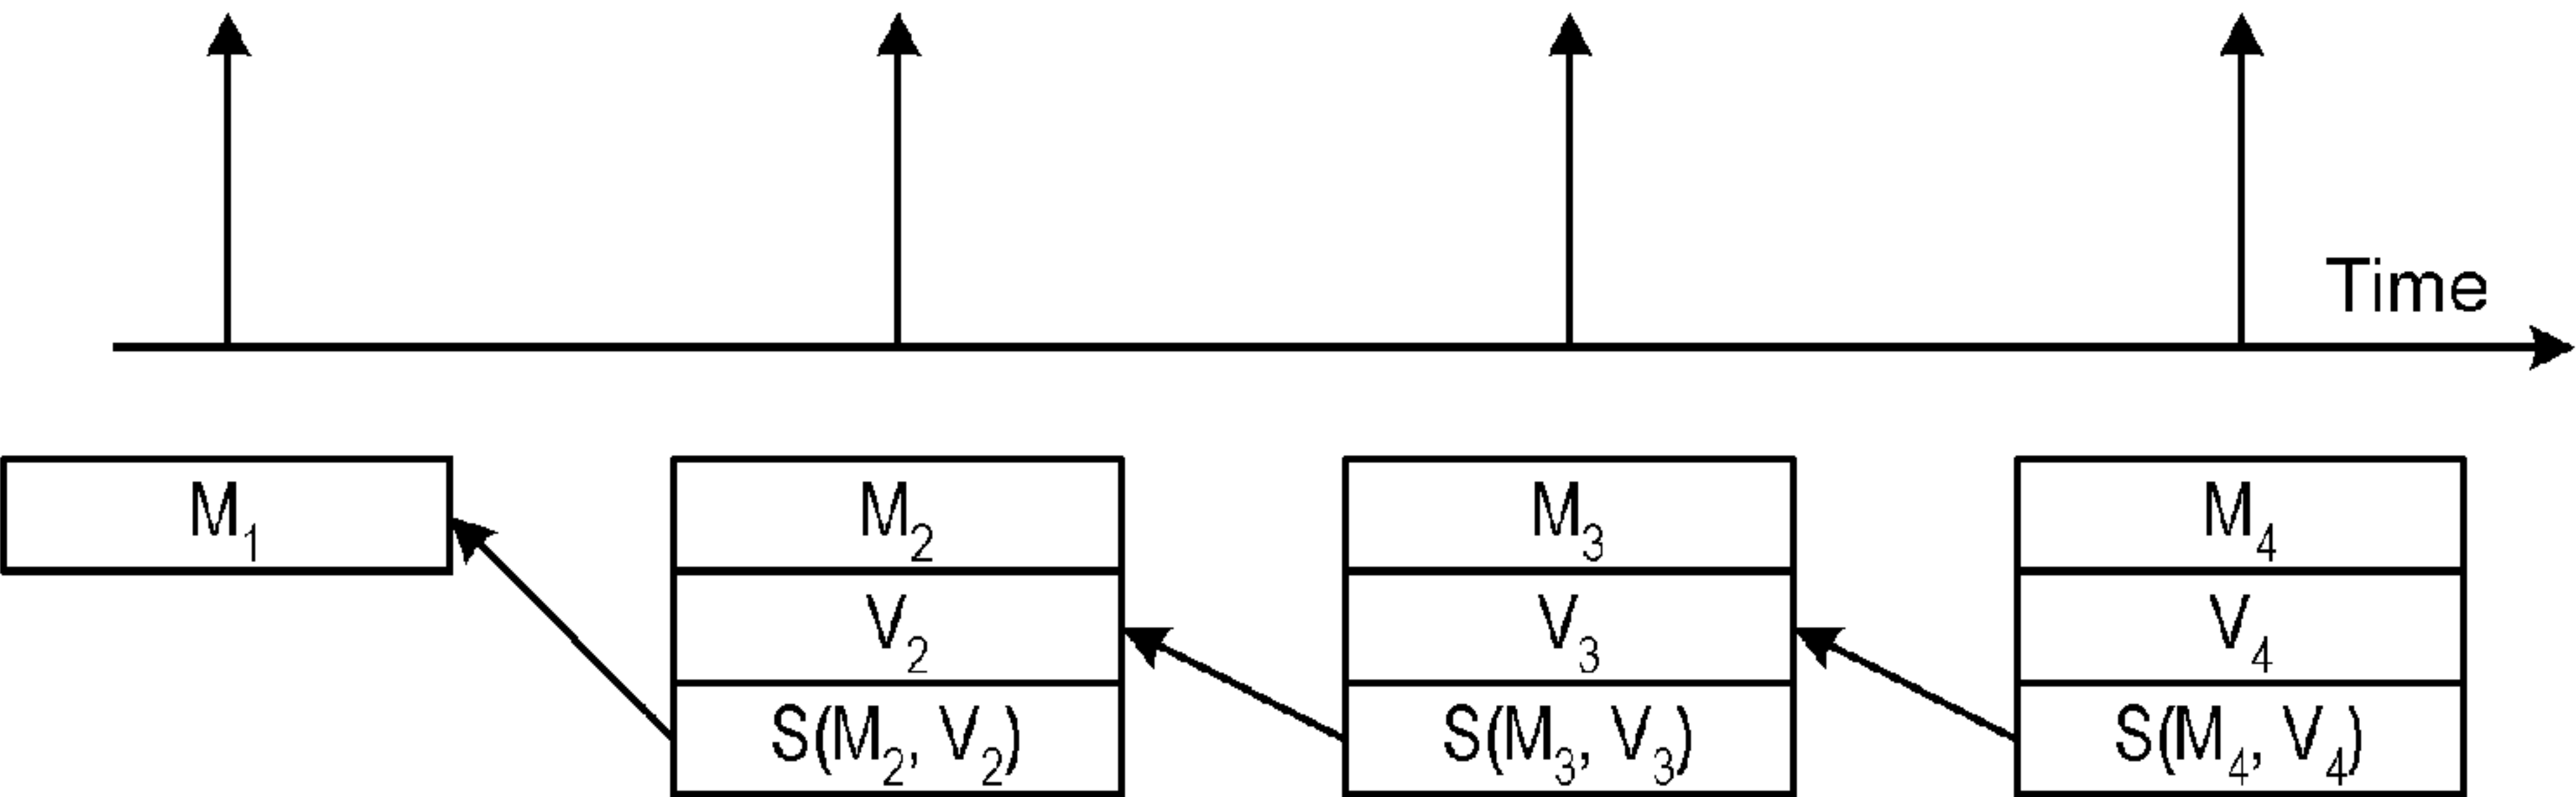 Time
M₁
M₂
M₃
M₄
V₂
V₃
V₄
S(M₂, V₂)
S(M₃, V₃)
S(M₄, V₄)